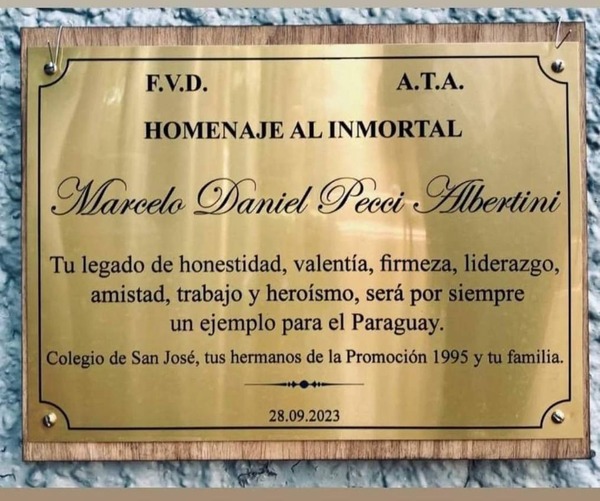 F.V.D. A.T.A.
HOMENAJE AL INMORTAL
Marcelo Daniel Pecci Albertini
Tu legado de honestidad, valentía, firmeza, liderazgo,
amistad, trabajo y heroísmo, será por siempre
un ejemplo para el Paraguay.
Colegio de San José, tus hermanos de la Promoción 1995 y tu familia.
28.09.2023